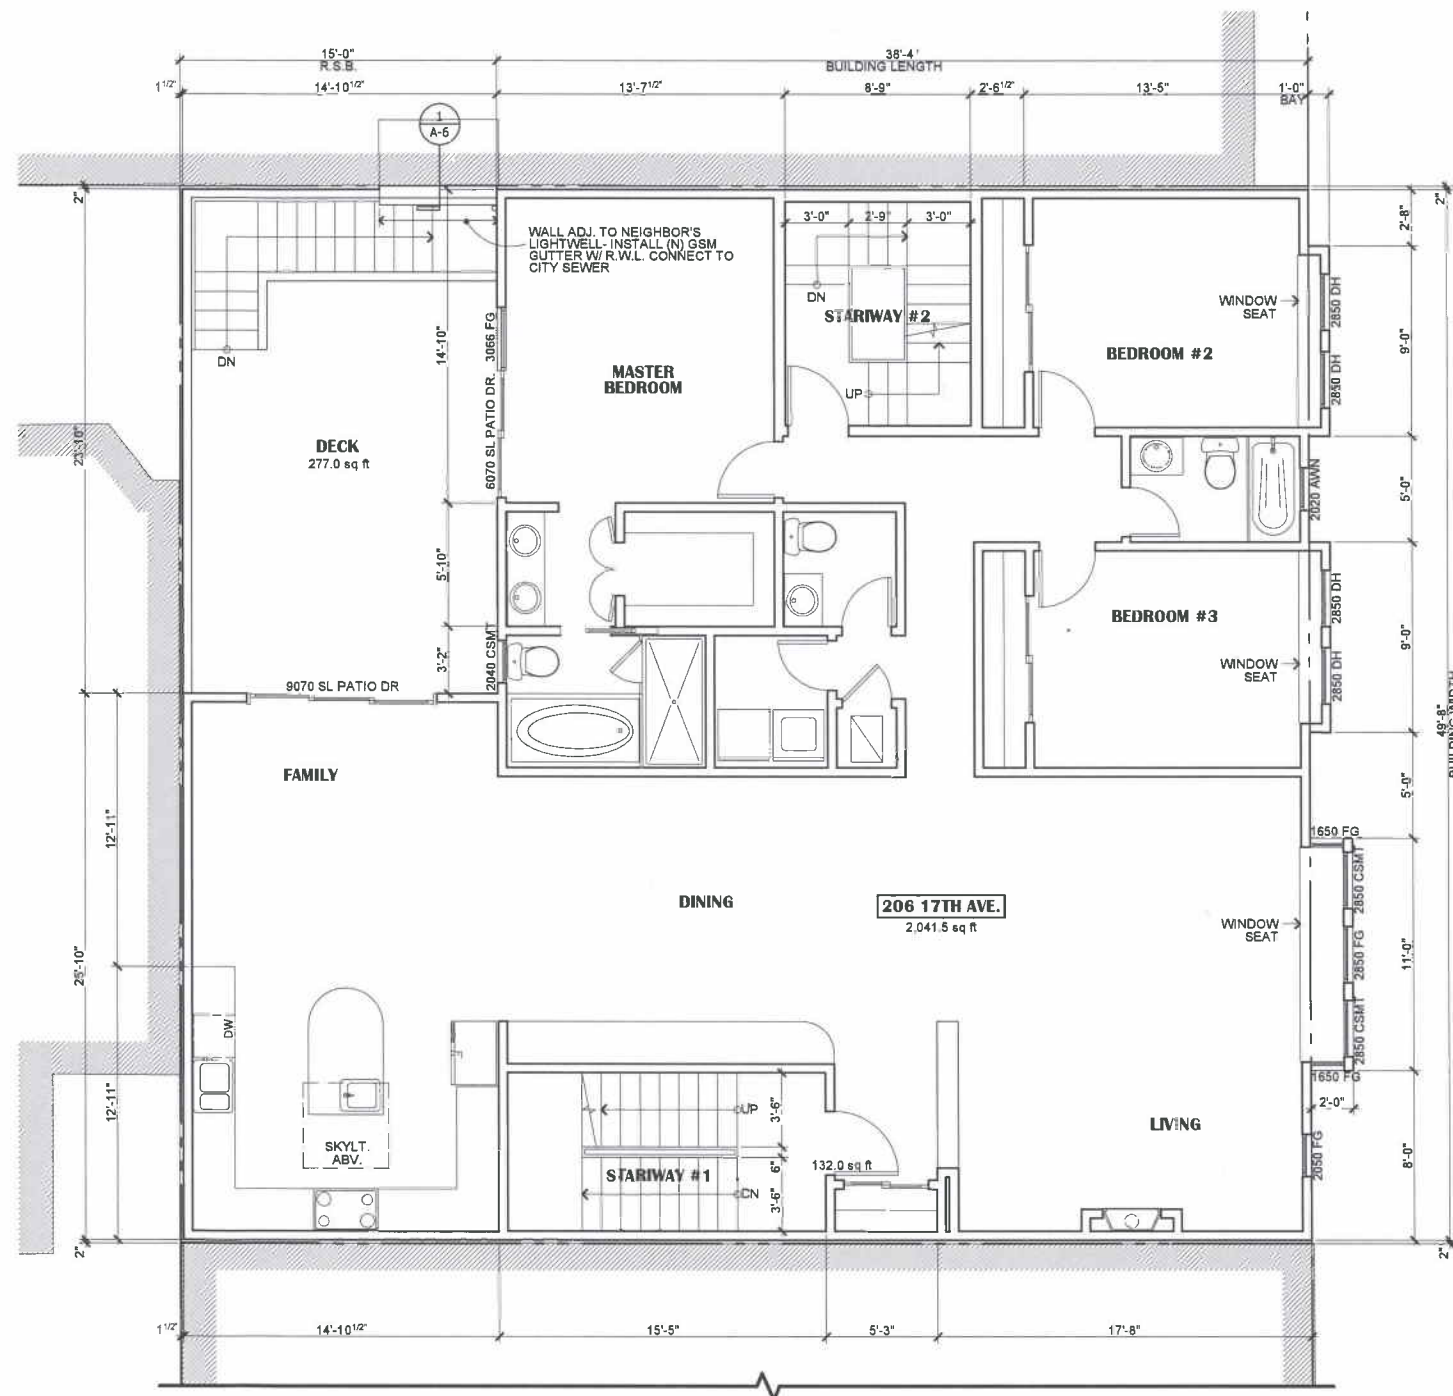 15'-0"
R.S.B.
38'-4'
BUILDING LENGTH
1 1/2"
14'-10 1/2"
13'-7 1/2"
8'-9"
2'-6 1/2"
13'-5"
1'-0"
BAY
1
A-6
2"
2"
WALL ADJ. TO NEIGHBOR'S
LIGHTWELL- INSTALL (N) GSM
GUTTER W/ R.W.L. CONNECT TO
CITY SEWER
3'-0"
2'-9"
3'-0"
2'-8"
DN
STARIWAY #2
UP
WINDOW
SEAT
2850 DH
2850 DH
9'-0"
BEDROOM #2
DN
14'-10"
3066 FG
6070 SL PATIO DR.
MASTER
BEDROOM
DECK
277.0 sq ft
23'-10"
2020 AWN
5'-0"
5'-10"
BEDROOM #3
2850 DH
2850 DH
9'-0"
WINDOW
SEAT
3'-2"
2040 CSMT
9070 SL PATIO DR
49'-8"
BUILDING WIDTH
FAMILY
12'-11"
5'-0"
1650 FG
2850 CSMT
2850 FG
2850 CSMT
DINING
206 17TH AVE.
2,041.5 sq ft
WINDOW
SEAT
11'-0"
25'-10"
DW
12'-11"
1650 FG
2'-0"
UP
3'-6"
LIVING
2050 FG
8'-0"
SKYLT.
ABV.
STARIWAY #1
6"
132.0 sq ft
DN
3'-6"
2"
2"
1 1/2"
14'-10 1/2"
15'-5"
5'-3"
17'-8"